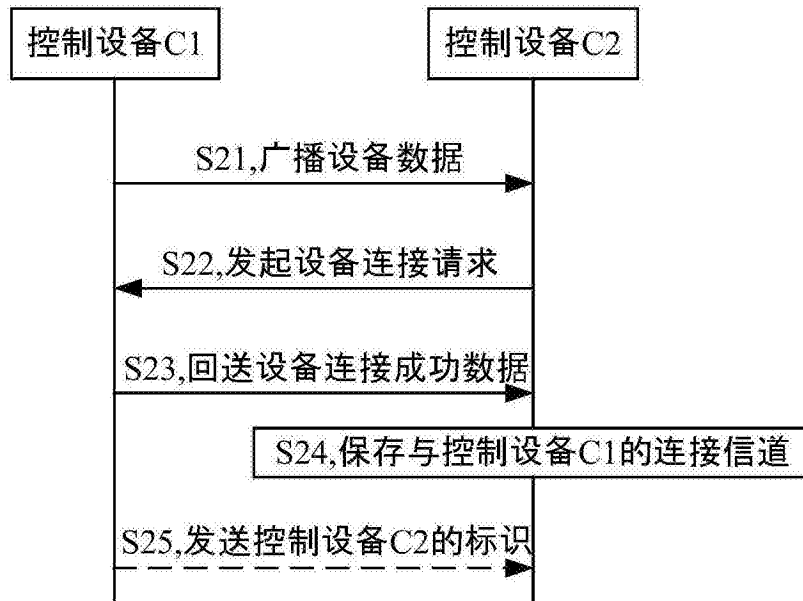 控制设备C1
控制设备C2
S21,广播设备数据
S22,发起设备连接请求
S23,回送设备连接成功数据
S24,保存与控制设备C1的连接信道
S25,发送控制设备C2的标识